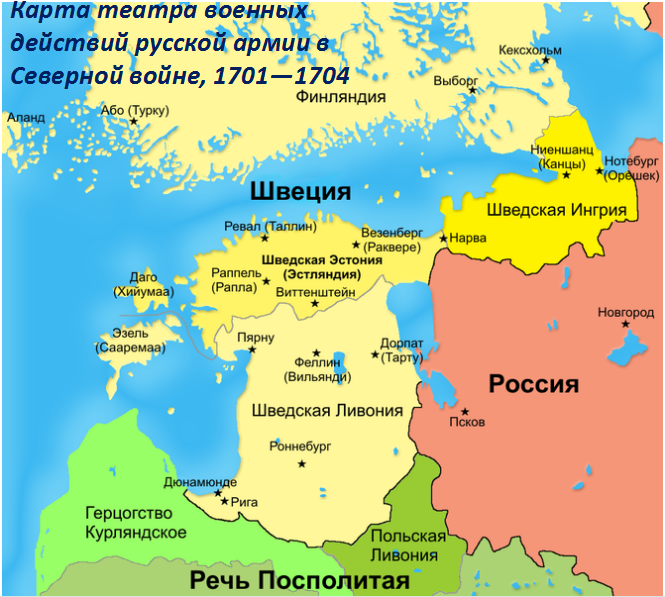 Карта театра военных
действий русской армии в
Северной войне, 1701—1704
Кексхольм
Выборг
Финляндия
Або (Турку)
Аланд
Ниеншанц
(Канцы)
Нотебург
(Орешек)
Швеция
Шведская Ингрия
Ревал (Таллин)
Везенберг
(Раквере)
Нарва
Шведская Эстония
(Эстляндия)
Раппель
(Рапла)
Даго
(Хийумаа)
Виттенштейн
Новгород
Эзель
(Сааремаа)
Пярну
Дорпат
(Тарту)
Феллин
(Вильянди)
Россия
Шведская Ливония
Псков
Роннебург
Дюнамюнде
Рига
Герцогство
Курляндское
Польская
Ливония
Речь Посполитая